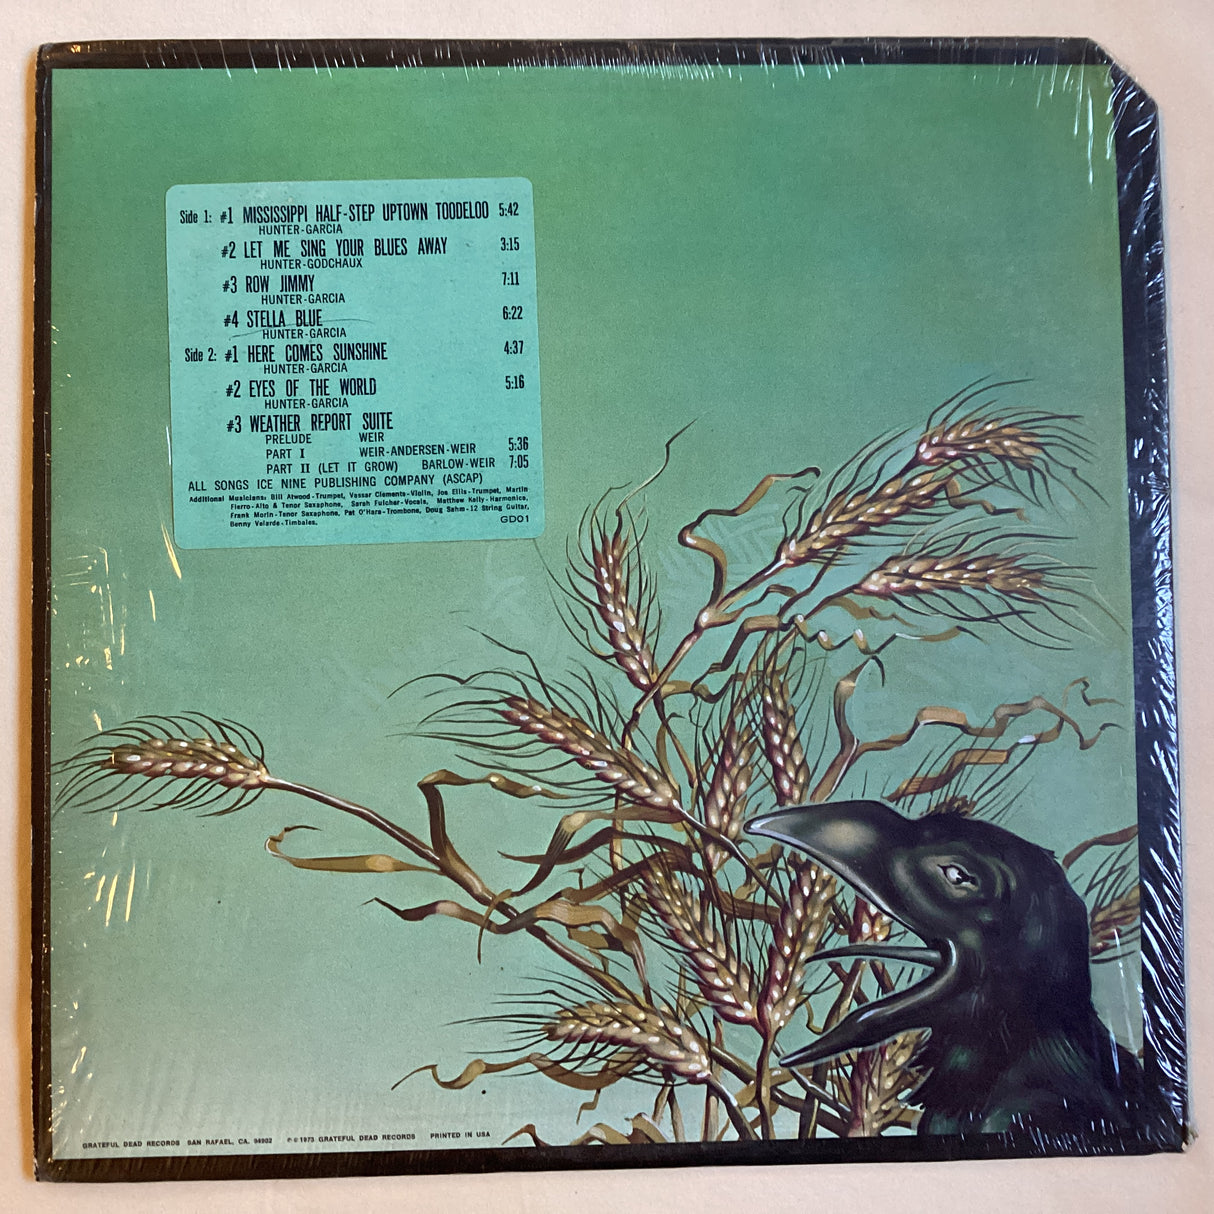 Side 1: #1 MISSISSIPPI HALF-STEP UPTOWN TOODELOO 5:42
HUNTER-GARCIA
#2 LET ME SING YOUR BLUES AWAY 3:15
HUNTER-GODCHAUX
#3 ROW JIMMY 7:11
HUNTER-GARCIA
#4 STELLA BLUE 6:22
HUNTER-GARCIA
Side 2: #1 HERE COMES SUNSHINE 4:37
HUNTER-GARCIA
#2 EYES OF THE WORLD 5:16
HUNTER-GARCIA
#3 WEATHER REPORT SUITE
PRELUDE WEIR
PART I WEIR-ANDERSEN-WEIR 5:36
PART II (LET IT GROW) BARLOW-WEIR 7:05
ALL SONGS ICE NINE PUBLISHING COMPANY (ASCAP)
Additional Musicians: Bill Atwood-Trumpet, Vassar Clements-Violin, Joe Ellis-Trumpet, Martin
Fierro-Alto & Tenor Saxophone, Sarah Fulcher-Vocals, Matthew Kelly-Harmonica,
Frank Morin-Tenor Saxophone, Pat O'Hara-Trombone, Doug Sahm-12 String Guitar,
Benny Velarde-Timbales.
GD01
GRATEFUL DEAD RECORDS SAN RAFAEL, CA. 94902 ℗ © 1973 GRATEFUL DEAD RECORDS PRINTED IN USA